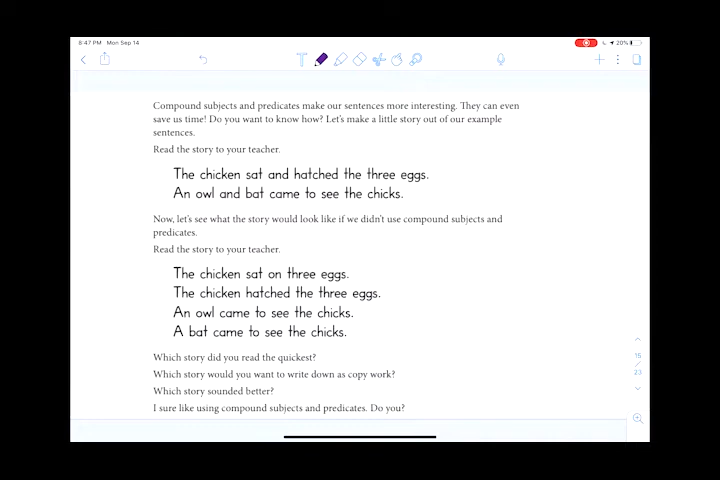 8:47 PM Mon Sep 14
20%
T
Compound subjects and predicates make our sentences more interesting. They can even
save us time! Do you want to know how? Let's make a little story out of our example
sentences.
Read the story to your teacher.
The chicken sat and hatched the three eggs.
An owl and bat came to see the chicks.
Now, let's see what the story would look like if we didn't use compound subjects and
predicates.
Read the story to your teacher.
The chicken sat on three eggs.
The chicken hatched the three eggs.
An owl came to see the chicks.
A bat came to see the chicks.
15
/
23
Which story did you read the quickest?
Which story would you want to write down as copy work?
Which story sounded better?
I sure like using compound subjects and predicates. Do you?